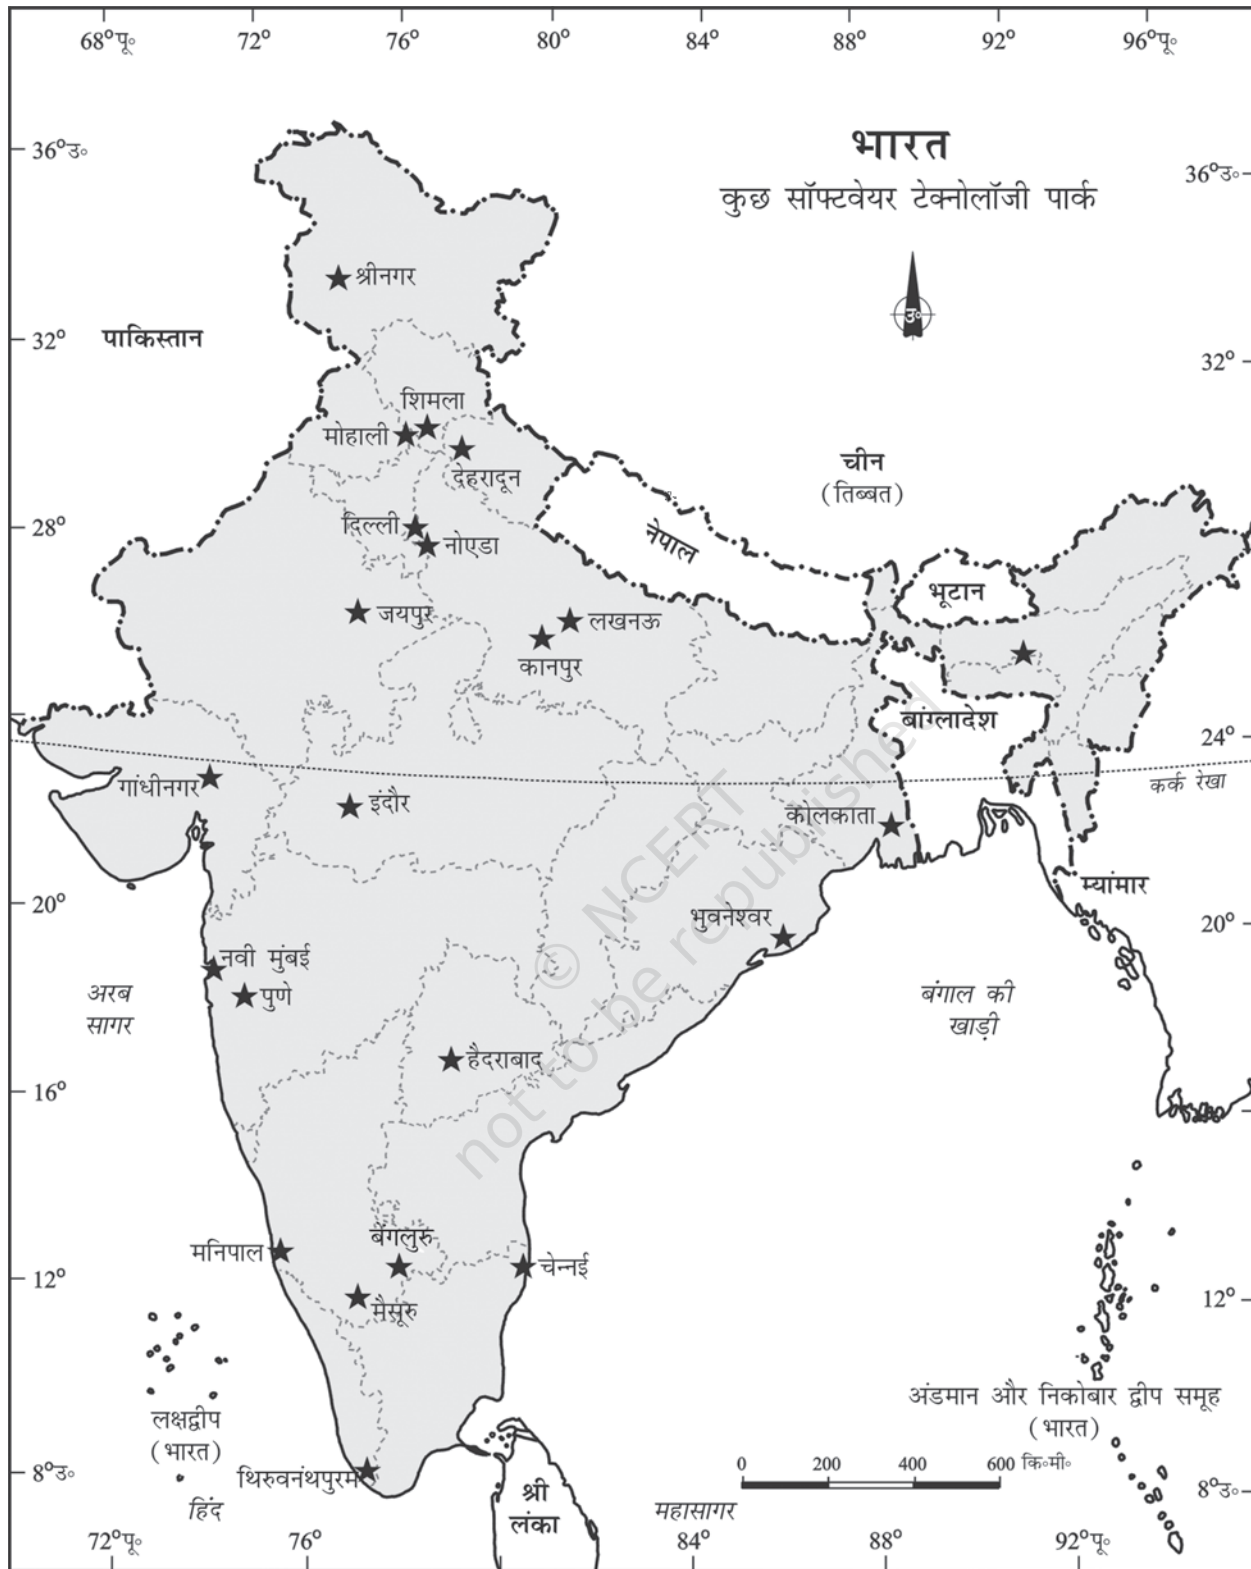 68°पू॰ 72° 76° 80° 84° 88° 92° 96°पू॰
36°उ॰
भारत
36°उ॰
कुछ सॉफ्टवेयर टेक्नोलॉजी पार्क
श्रीनगर
उ॰
पाकिस्तान
32°
32°
शिमला
मोहाली
देहरादून
चीन
(तिब्बत)
दिल्ली
28°
नोएडा
नेपाल
भूटान
जयपुर
लखनऊ
कानपुर
बांग्लादेश
24°
गांधीनगर
कर्क रेखा
इंदौर
कोलकाता
म्यांमार
20°
भुवनेश्वर
20°
नवी मुंबई
पुणे
अरब
सागर
बंगाल की
खाड़ी
हैदराबाद
16°
© NCERT
not to be republished
बेंगलुरु
मनिपाल
चेन्नई
12°
12°
मैसूरु
अंडमान और निकोबार द्वीप समूह
(भारत)
लक्षद्वीप
(भारत)
0 200 400 600 कि॰मी॰
थिरुवनंथपुरम
8°उ॰
8°उ॰
श्री
लंका
हिंद महासागर
72°पू॰ 76° 84° 88° 92°पू॰